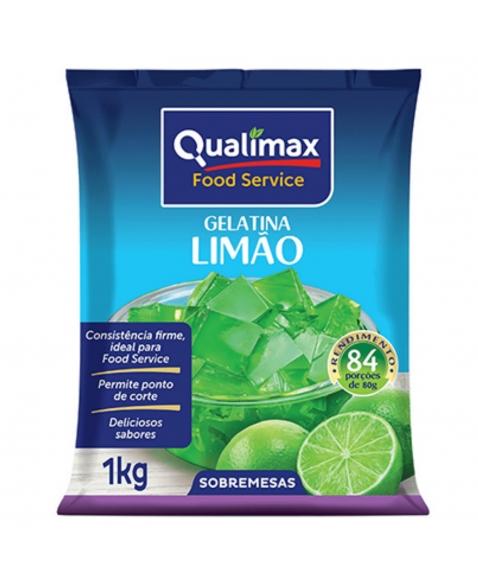 Qualimax
Food Service
GELATINA
LIMÃO
Consistência firme,
ideal para
Food Service
Permite ponto
de corte
Deliciosos
sabores
RENDIMENTO
84
porções
de 80g
1kg
SOBREMESAS